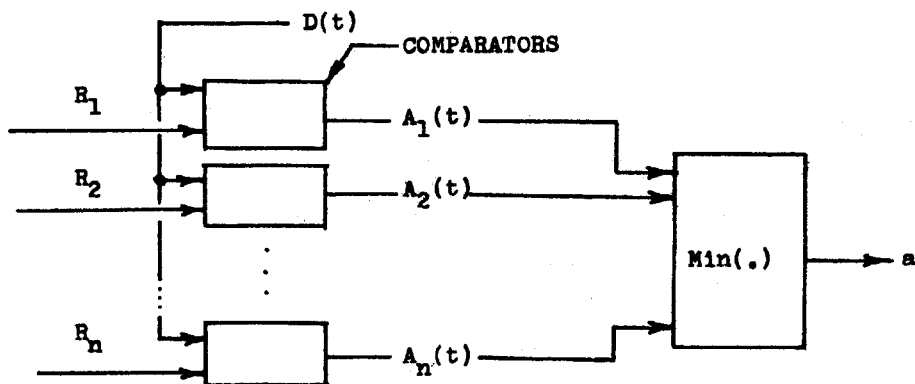 D(t)
COMPARATORS
R₁
A₁(t)
R₂
A₂(t)
Min(.)
a
Rₙ
Aₙ(t)